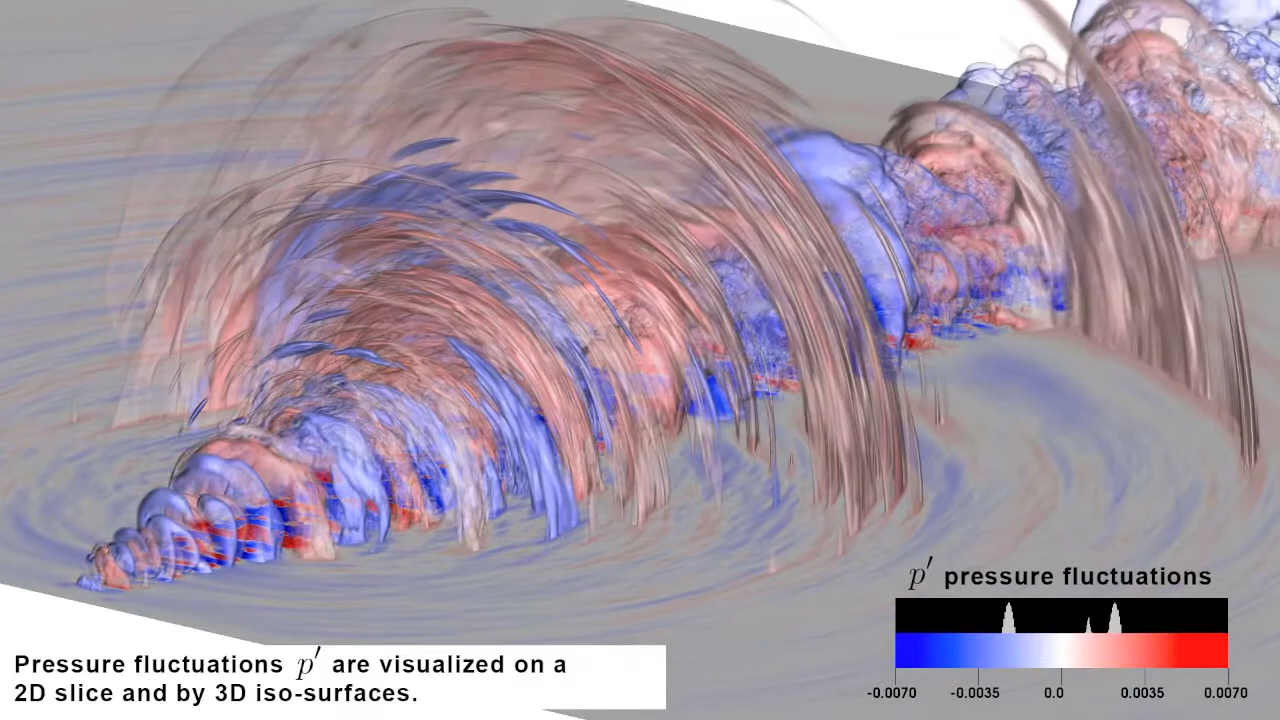 p′ pressure fluctuations
-0.0070 -0.0035 0.0 0.0035 0.0070
Pressure fluctuations p′ are visualized on a
2D slice and by 3D iso-surfaces.